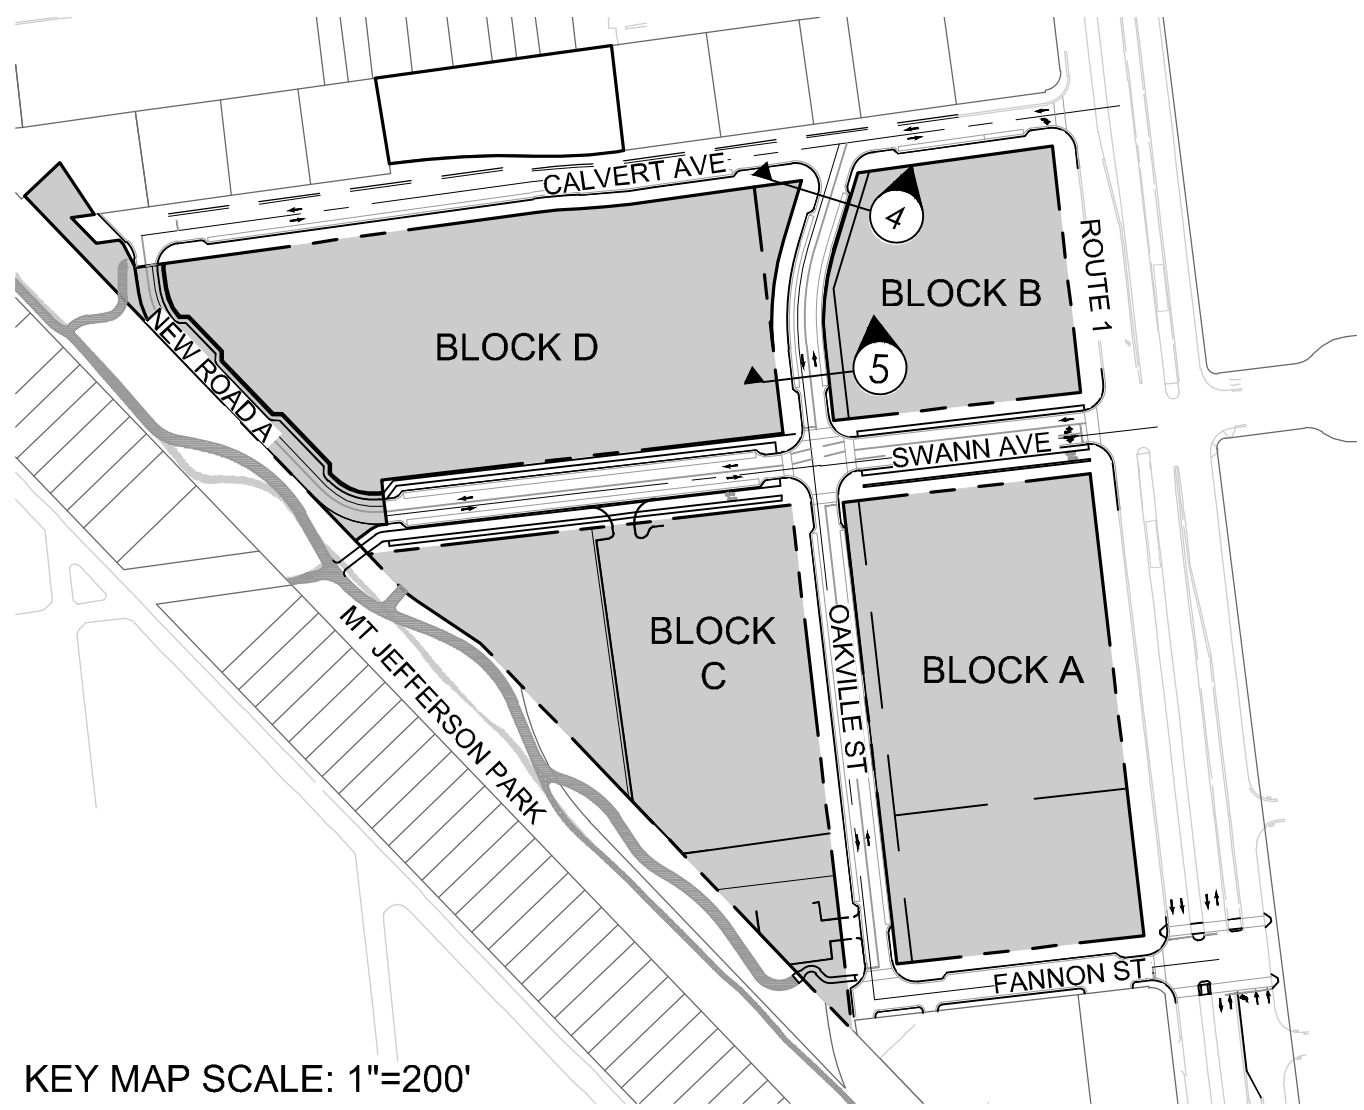 CALVERT AVE
4
ROUTE 1
BLOCK B
BLOCK D
NEW ROAD A
5
SWANN AVE
BLOCK
C
OAKVILLE ST
BLOCK A
MT JEFFERSON PARK
FANNON ST
KEY MAP SCALE: 1"=200'